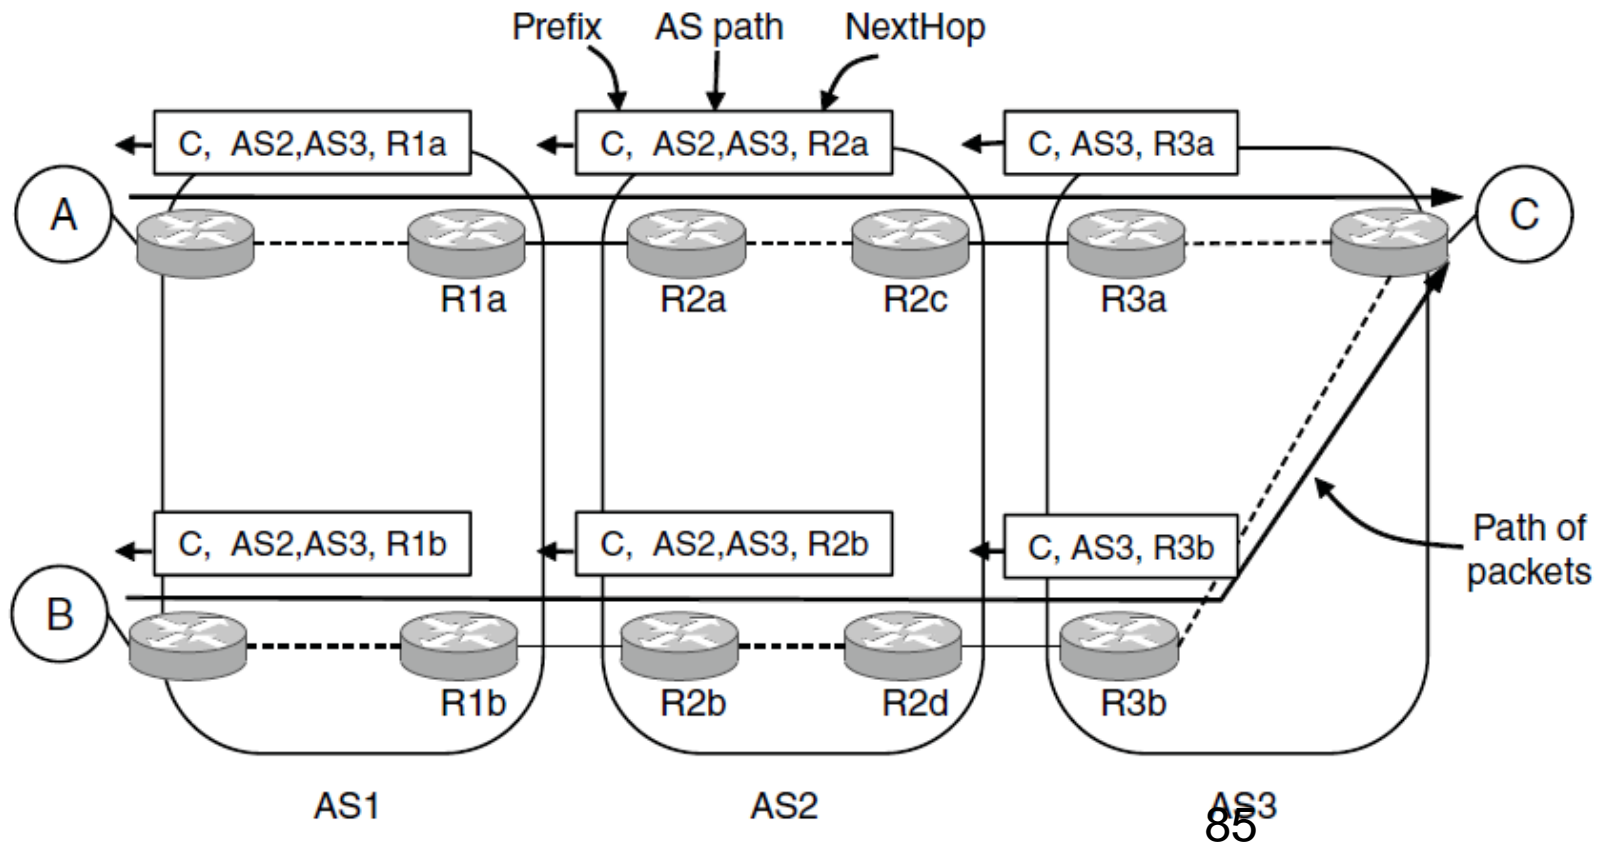 Prefix AS path NextHop
C, AS2,AS3, R1a
C, AS2,AS3, R2a
C, AS3, R3a
A
C
R1a R2a R2c R3a
C, AS2,AS3, R1b
C, AS2,AS3, R2b
C, AS3, R3b
Path of
packets
B
R1b R2b R2d R3b
AS1 AS2 AS3
85